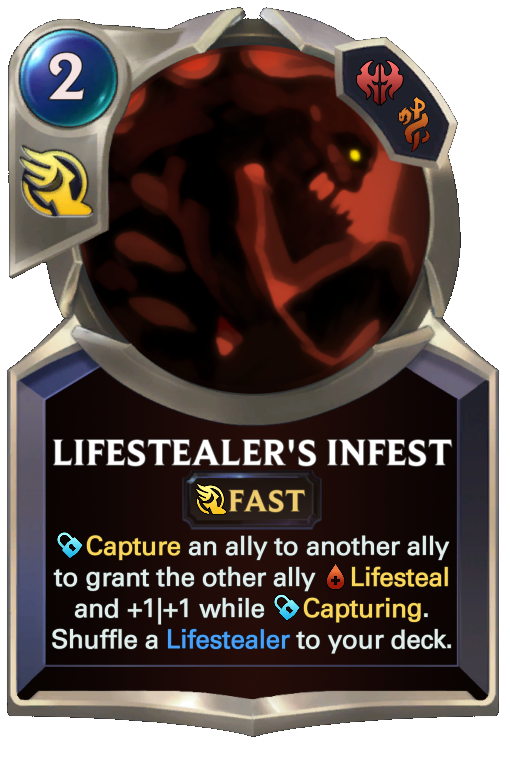 2
LIFESTEALER'S INFEST
FAST
Capture an ally to another ally
to grant the other ally Lifesteal
and +1|+1 while Capturing.
Shuffle a Lifestealer to your deck.